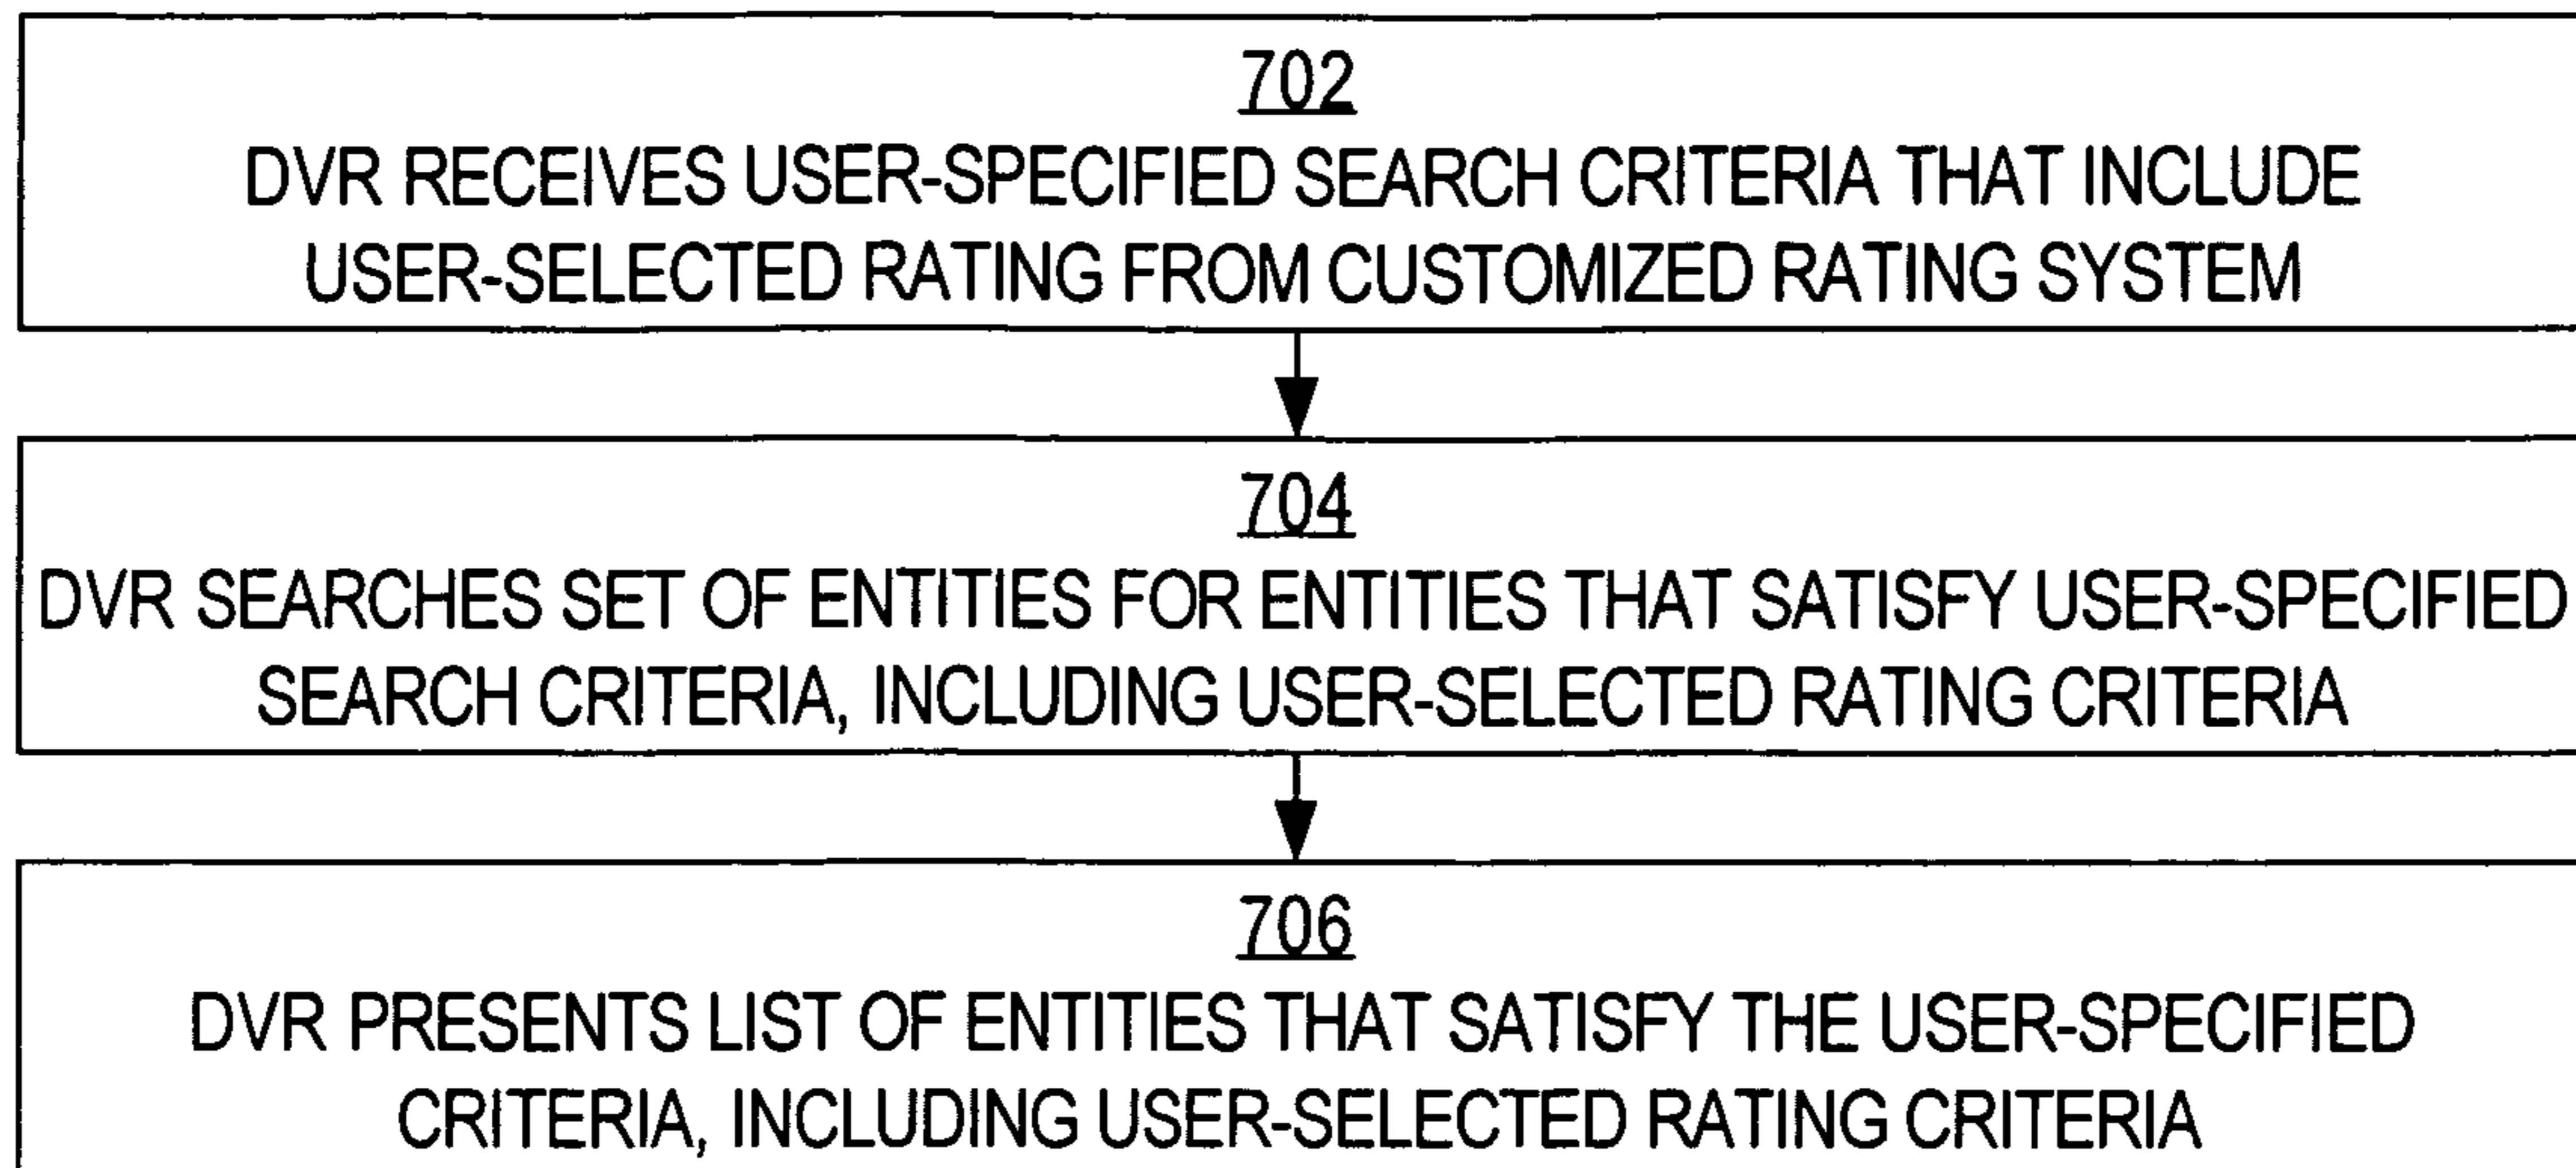 702
DVR RECEIVES USER-SPECIFIED SEARCH CRITERIA THAT INCLUDE
USER-SELECTED RATING FROM CUSTOMIZED RATING SYSTEM
704
DVR SEARCHES SET OF ENTITIES FOR ENTITIES THAT SATISFY USER-SPECIFIED
SEARCH CRITERIA, INCLUDING USER-SELECTED RATING CRITERIA
706
DVR PRESENTS LIST OF ENTITIES THAT SATISFY THE USER-SPECIFIED
CRITERIA, INCLUDING USER-SELECTED RATING CRITERIA